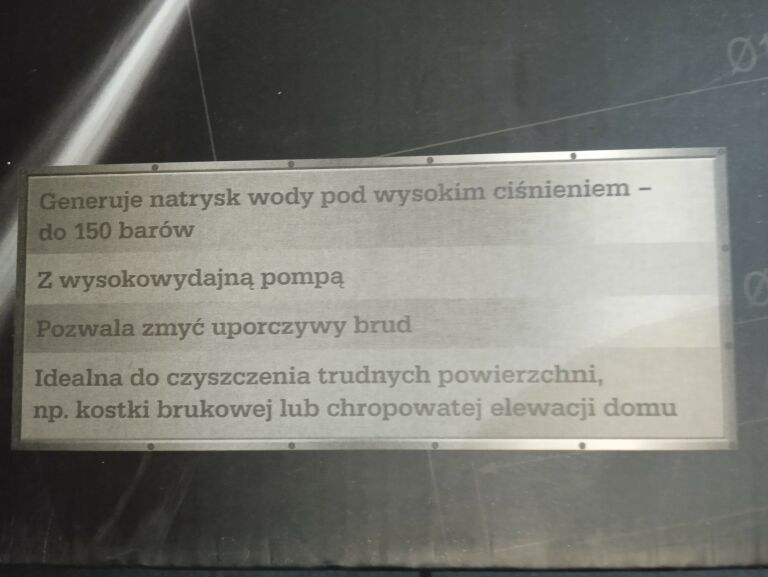 Generuje natrysk wody pod wysokim ciśnieniem –
do 150 barów
Z wysokowydajną pompą
Pozwala zmyć uporczywy brud
Idealna do czyszczenia trudnych powierzchni,
np. kostki brukowej lub chropowatej elewacji domu